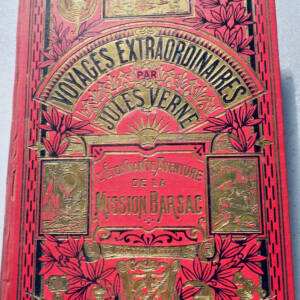 VOYAGES EXTRAORDINAIRES
PAR
JULES VERNE
L'ÉTONNANTE AVENTURE
DE LA
MISSION BARSAC